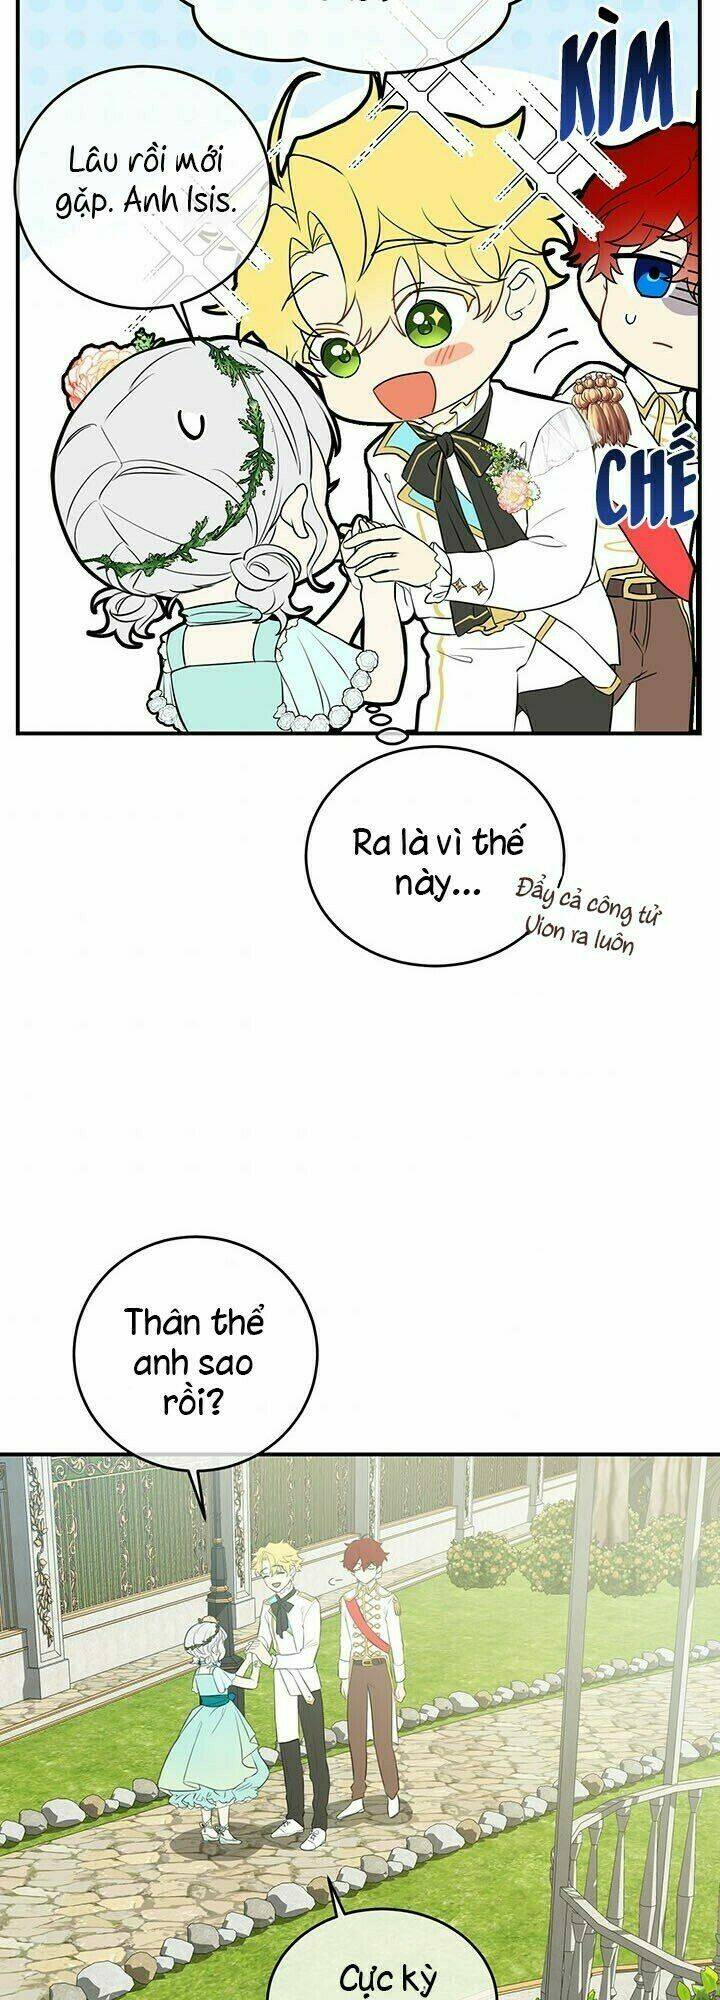 KÌM
Lâu rồi mới
gặp. Anh Isis.
CHẾ
Ra là vì thế
này...
Đẩy cả công tử
Vion ra luôn
Thân thể
anh sao
rồi?
Cực kỳ